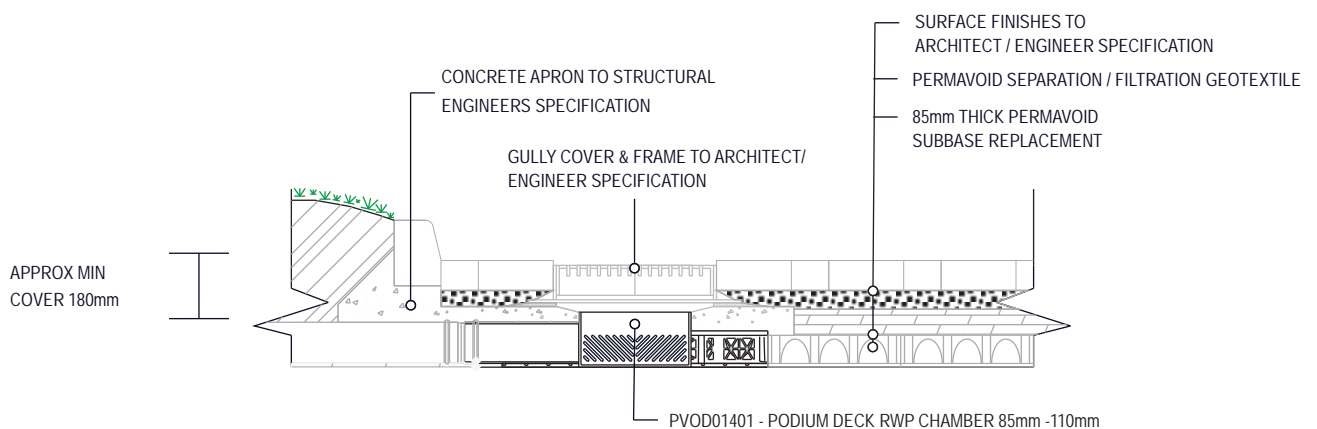 SURFACE FINISHES TO
ARCHITECT / ENGINEER SPECIFICATION
CONCRETE APRON TO STRUCTURAL
ENGINEERS SPECIFICATION
PERMAVOID SEPARATION / FILTRATION GEOTEXTILE
85mm THICK PERMAVOID
SUBBASE REPLACEMENT
GULLY COVER & FRAME TO ARCHITECT/
ENGINEER SPECIFICATION
APPROX MIN
COVER 180mm
PVOD01401 - PODIUM DECK RWP CHAMBER 85mm -110mm